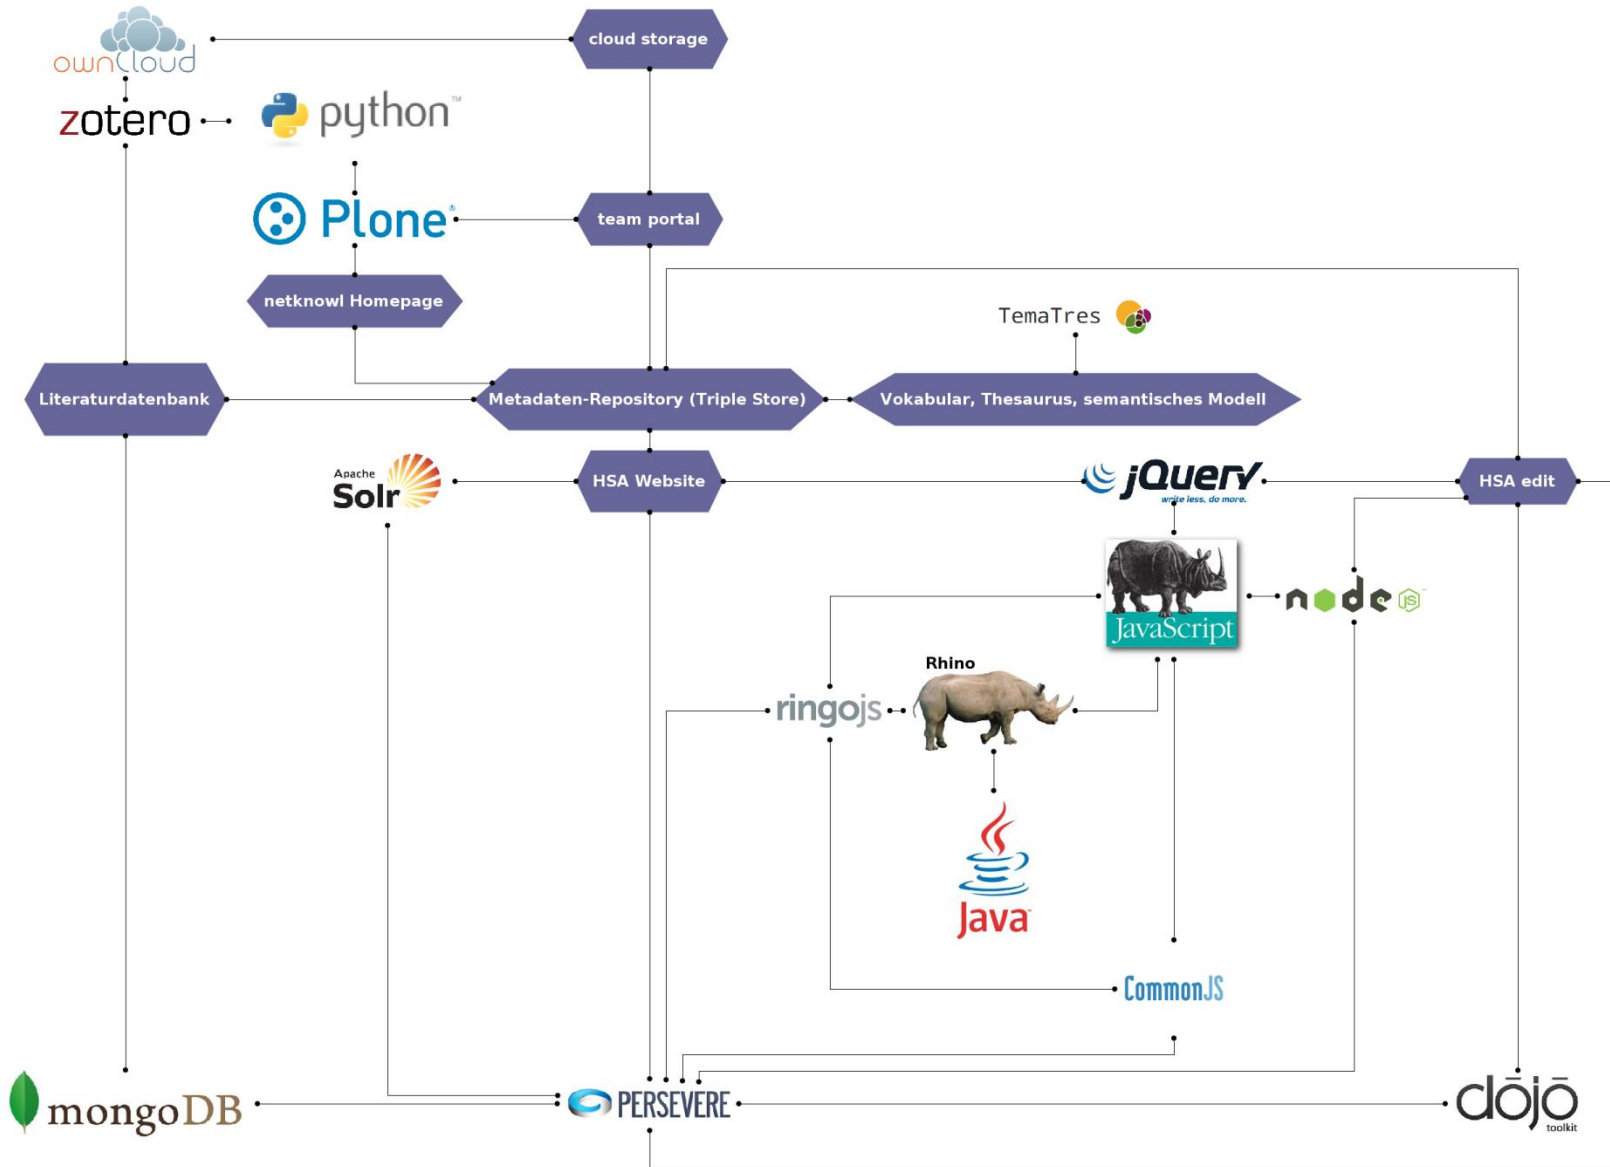 ownCloud
cloud storage
zotero
python™
Plone®
team portal
netknowl Homepage
TemaTres
Literaturdatenbank
Metadaten-Repository (Triple Store)
Vokabular, Thesaurus, semantisches Modell
Apache
Solr
HSA Website
jQuery
write less, do more.
HSA edit
JavaScript
node
JS
Rhino
ringojs
Java
CommonJS
mongoDB
PERSEVERE
dōjō
toolkit